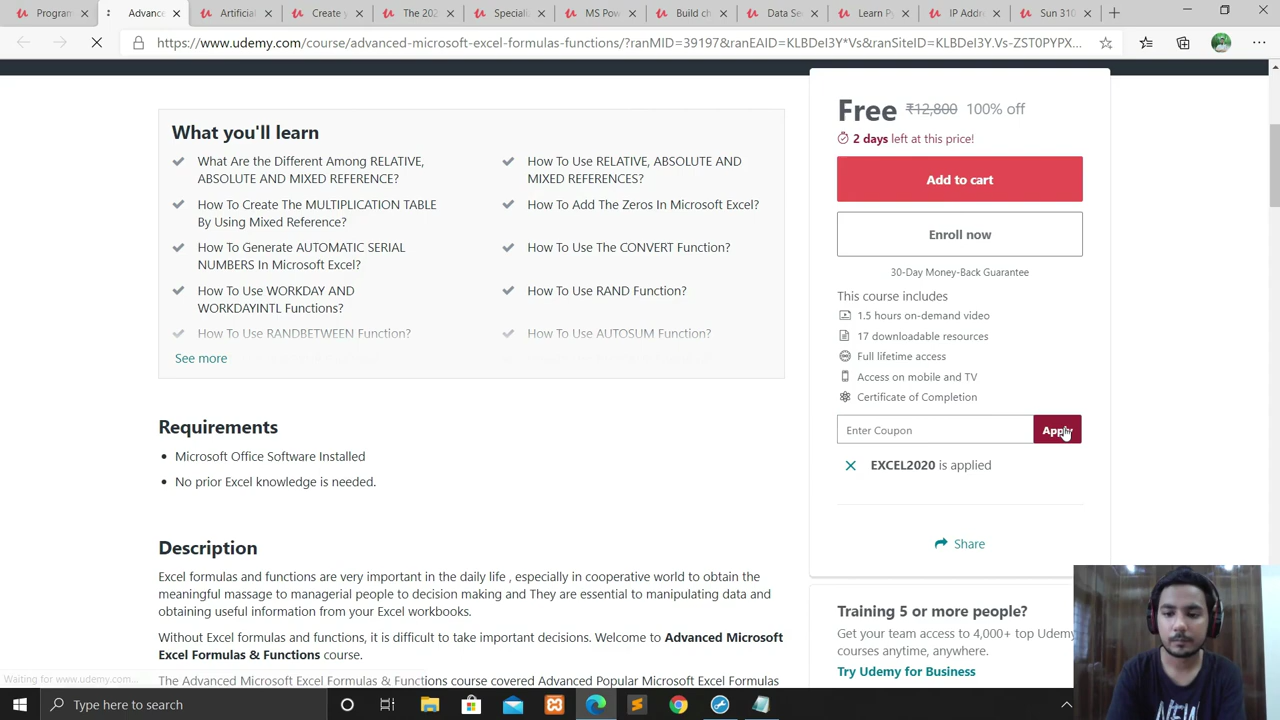 Program
Advance
Artificial
Create y
The 202
Speciali
MS Pow
Build ch
Data Se
Learn Py
IP Addre
Sun 310
https://www.udemy.com/course/advanced-microsoft-excel-formulas-functions/?ranMID=39197&ranEAID=KLBDeI3Y*Vs&ranSiteID=KLBDeI3Y.Vs-ZST0PYPX...
What you'll learn
What Are the Different Among RELATIVE,
ABSOLUTE AND MIXED REFERENCE?
How To Create The MULTIPLICATION TABLE
By Using Mixed Reference?
How To Generate AUTOMATIC SERIAL
NUMBERS In Microsoft Excel?
How To Use WORKDAY AND
WORKDAYINTL Functions?
How To Use RANDBETWEEN Function?
How To Use RELATIVE, ABSOLUTE AND
MIXED REFERENCES?
How To Add The Zeros In Microsoft Excel?
How To Use The CONVERT Function?
How To Use RAND Function?
How To Use AUTOSUM Function?
See more
Requirements
Microsoft Office Software Installed
No prior Excel knowledge is needed.
Description
Excel formulas and functions are very important in the daily life , especially in cooperative world to obtain the
meaningful massage to managerial people to decision making and They are essential to manipulating data and
obtaining useful information from your Excel workbooks.
Without Excel formulas and functions, it is difficult to take important decisions. Welcome to Advanced Microsoft
Excel Formulas & Functions course.
The Advanced Microsoft Excel Formulas & Functions course covered Advanced Popular Microsoft Excel Formulas
Waiting for www.udemy.com...
Free ₹12,800 100% off
2 days left at this price!
Add to cart
Enroll now
30-Day Money-Back Guarantee
This course includes
1.5 hours on-demand video
17 downloadable resources
Full lifetime access
Access on mobile and TV
Certificate of Completion
Enter Coupon
Apply
EXCEL2020 is applied
Share
Training 5 or more people?
Get your team access to 4,000+ top Udemy
courses anytime, anywhere.
Try Udemy for Business
NEW
Type here to search